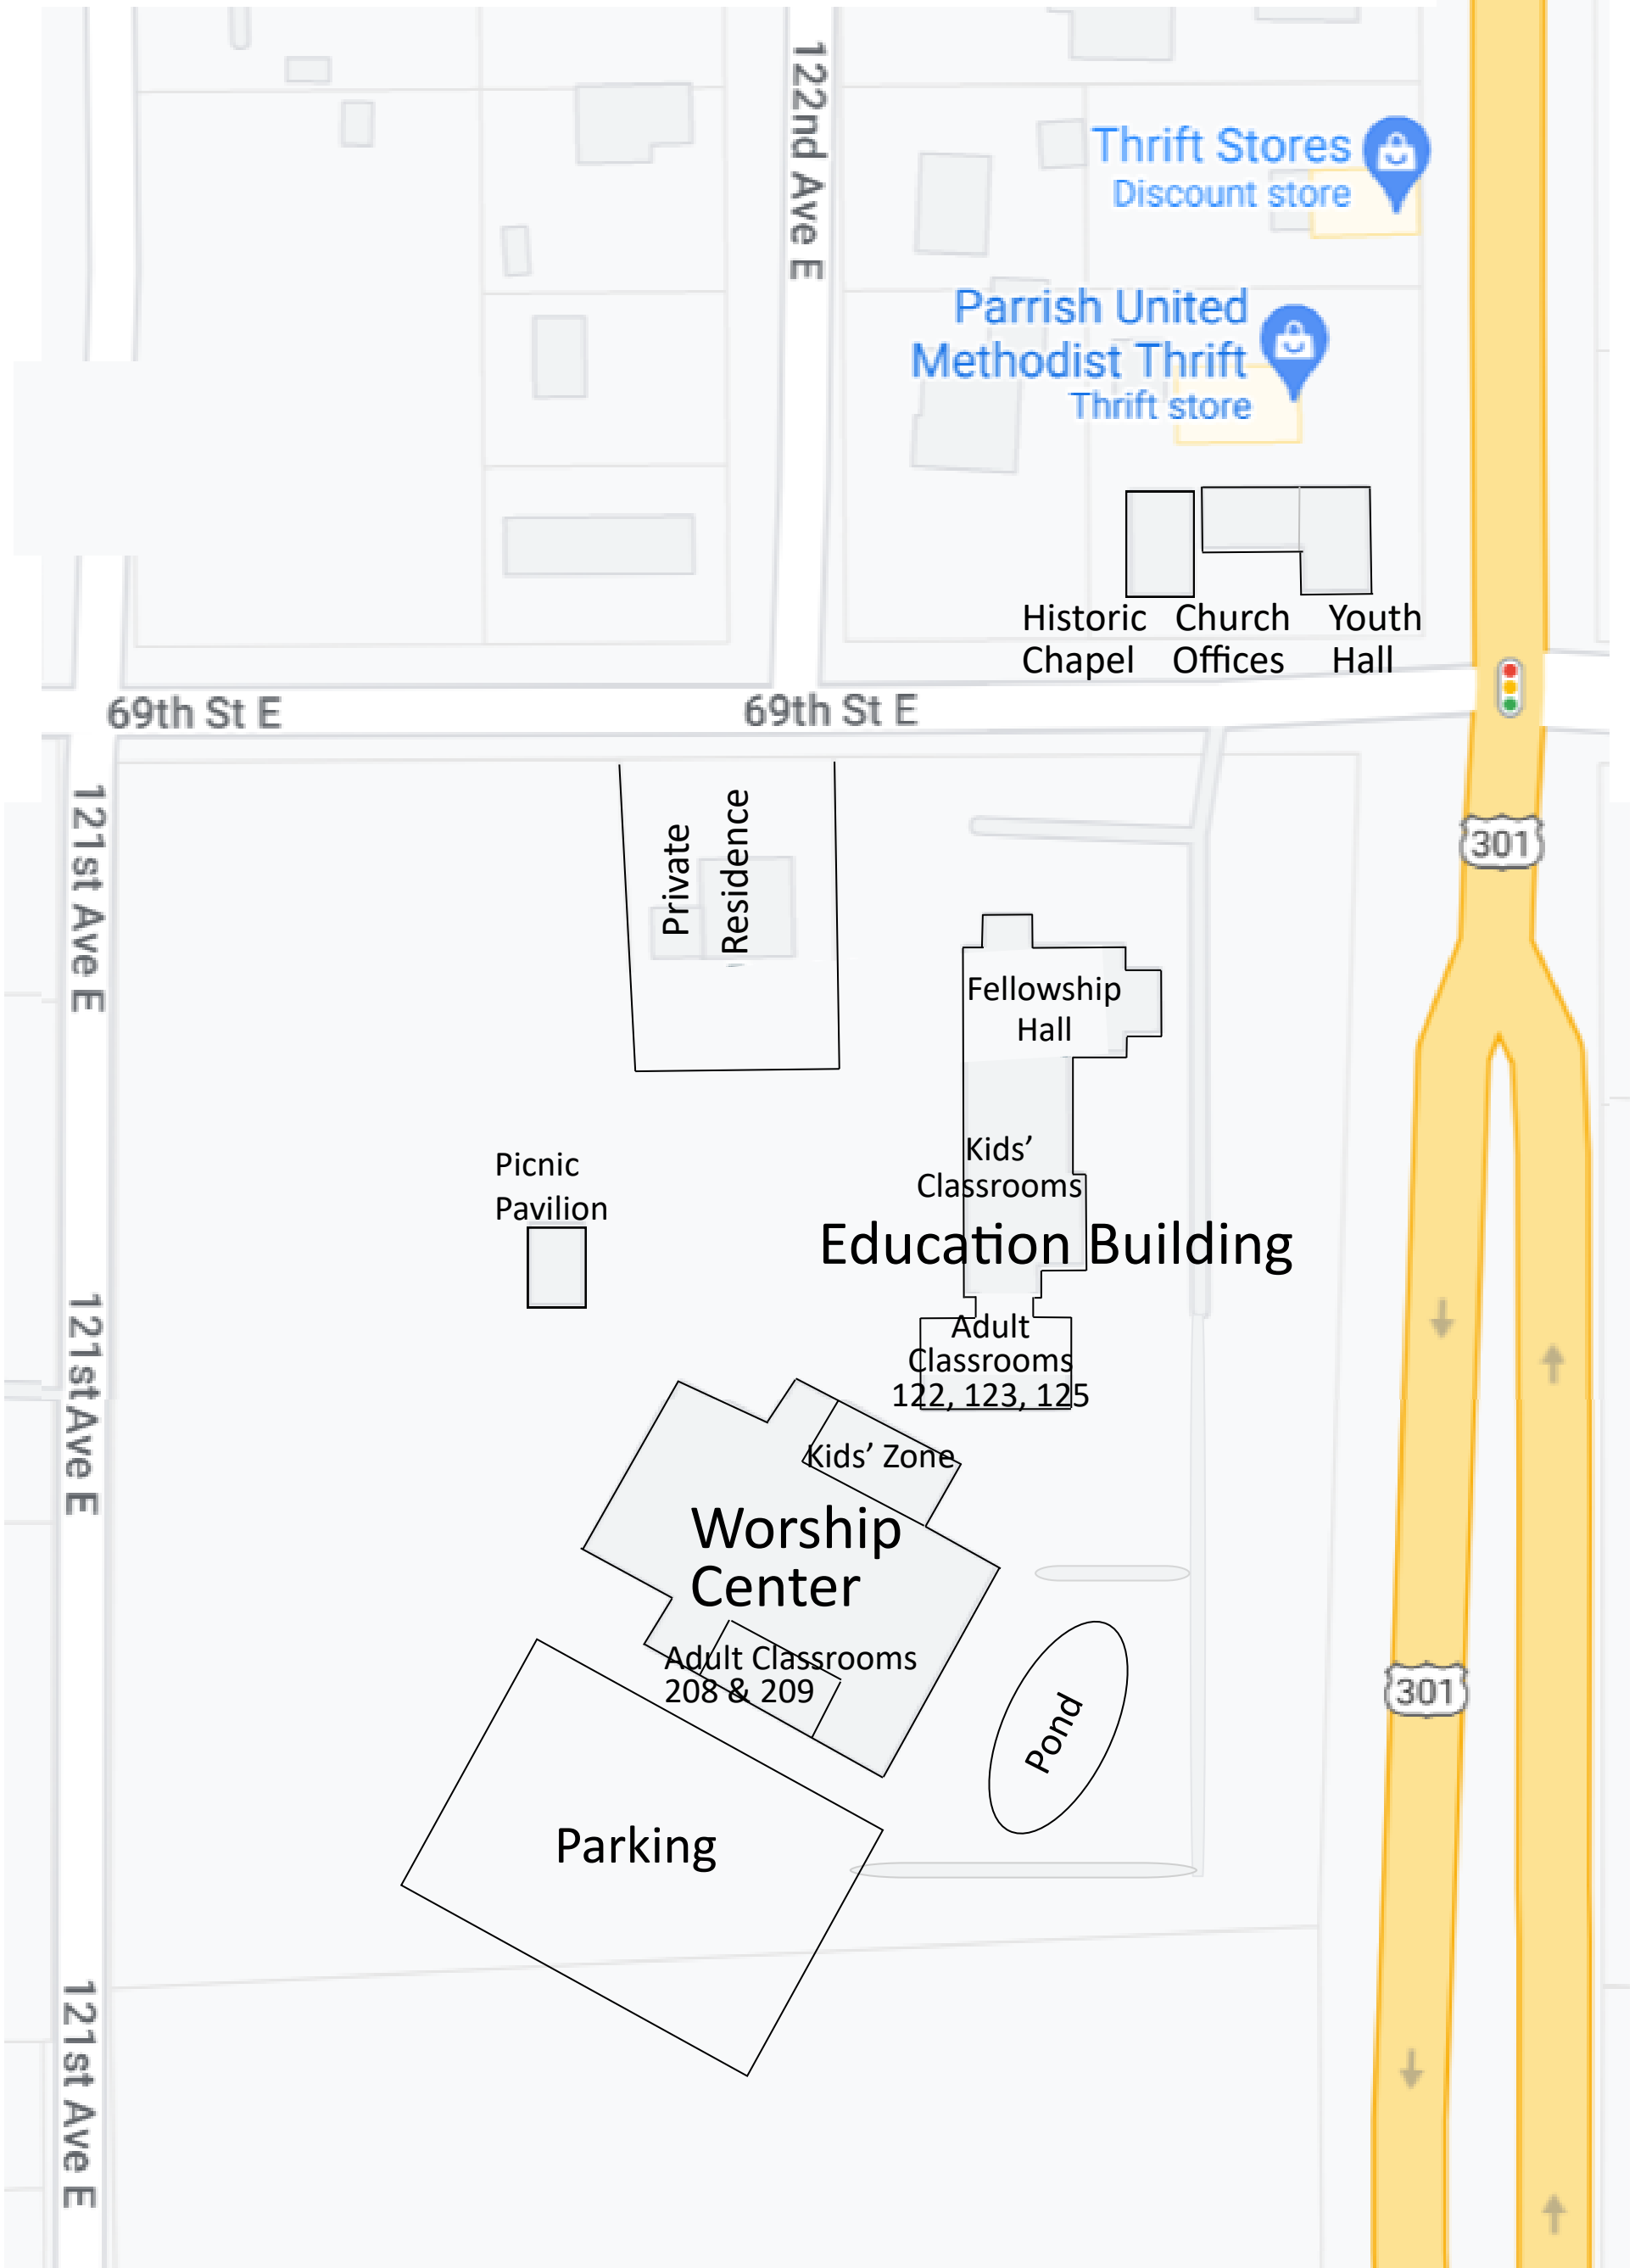 122nd Ave E
Thrift Stores
Discount store
Parrish United
Methodist Thrift
Thrift store
Historic Church Youth
Chapel Offices Hall
69th St E
69th St E
121st Ave E
Private
Residence
301
Fellowship
Hall
Picnic
Pavilion
Kids’
Classrooms
Education Building
121st Ave E
Adult
Classrooms
122, 123, 125
Kids’ Zone
Worship
Center
Adult Classrooms
208 & 209
Pond
301
Parking
121st Ave E